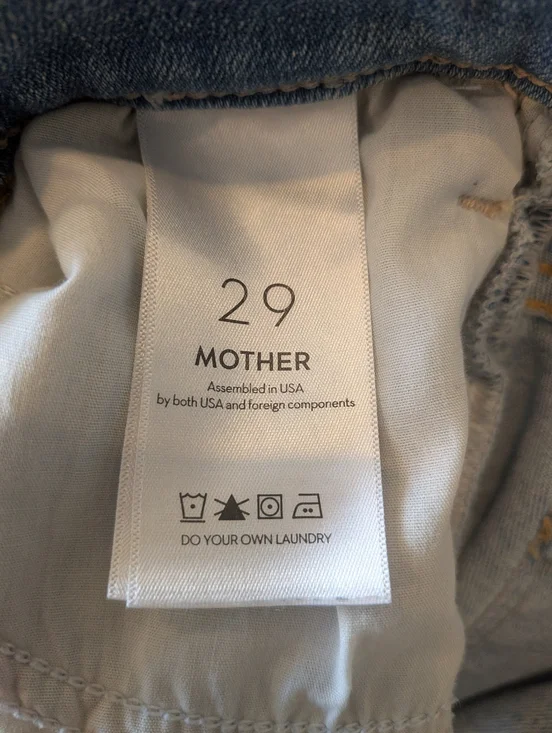 29
MOTHER
Assembled in USA
by both USA and foreign components
DO YOUR OWN LAUNDRY